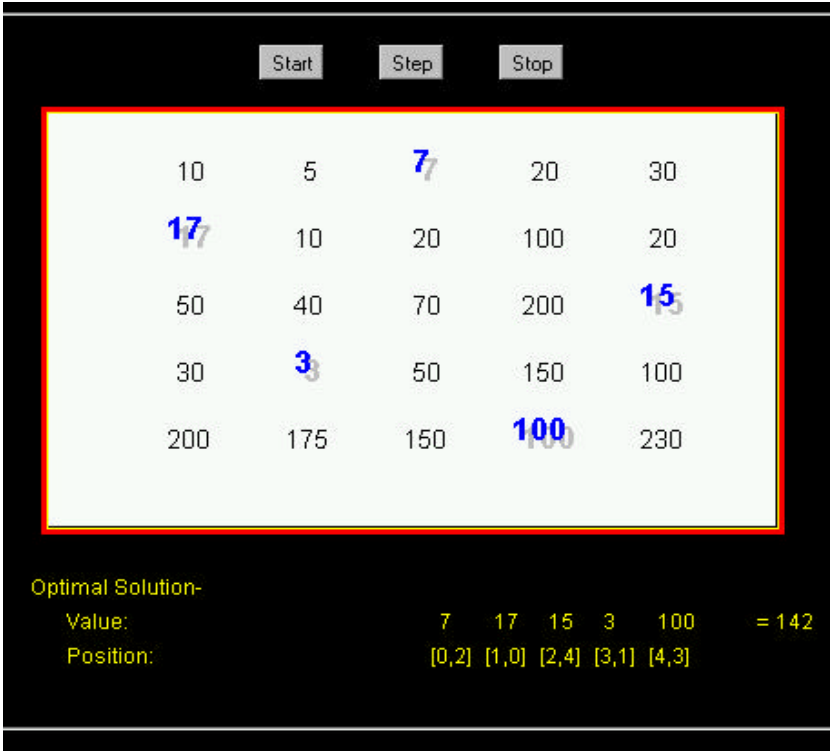 Start Step Stop
10 5 7 20 30
17 10 20 100 20
50 40 70 200 15
30 3 50 150 100
200 175 150 100 230
Optimal Solution-
Value: 7 17 15 3 100 = 142
Position: [0,2] [1,0] [2,4] [3,1] [4,3]